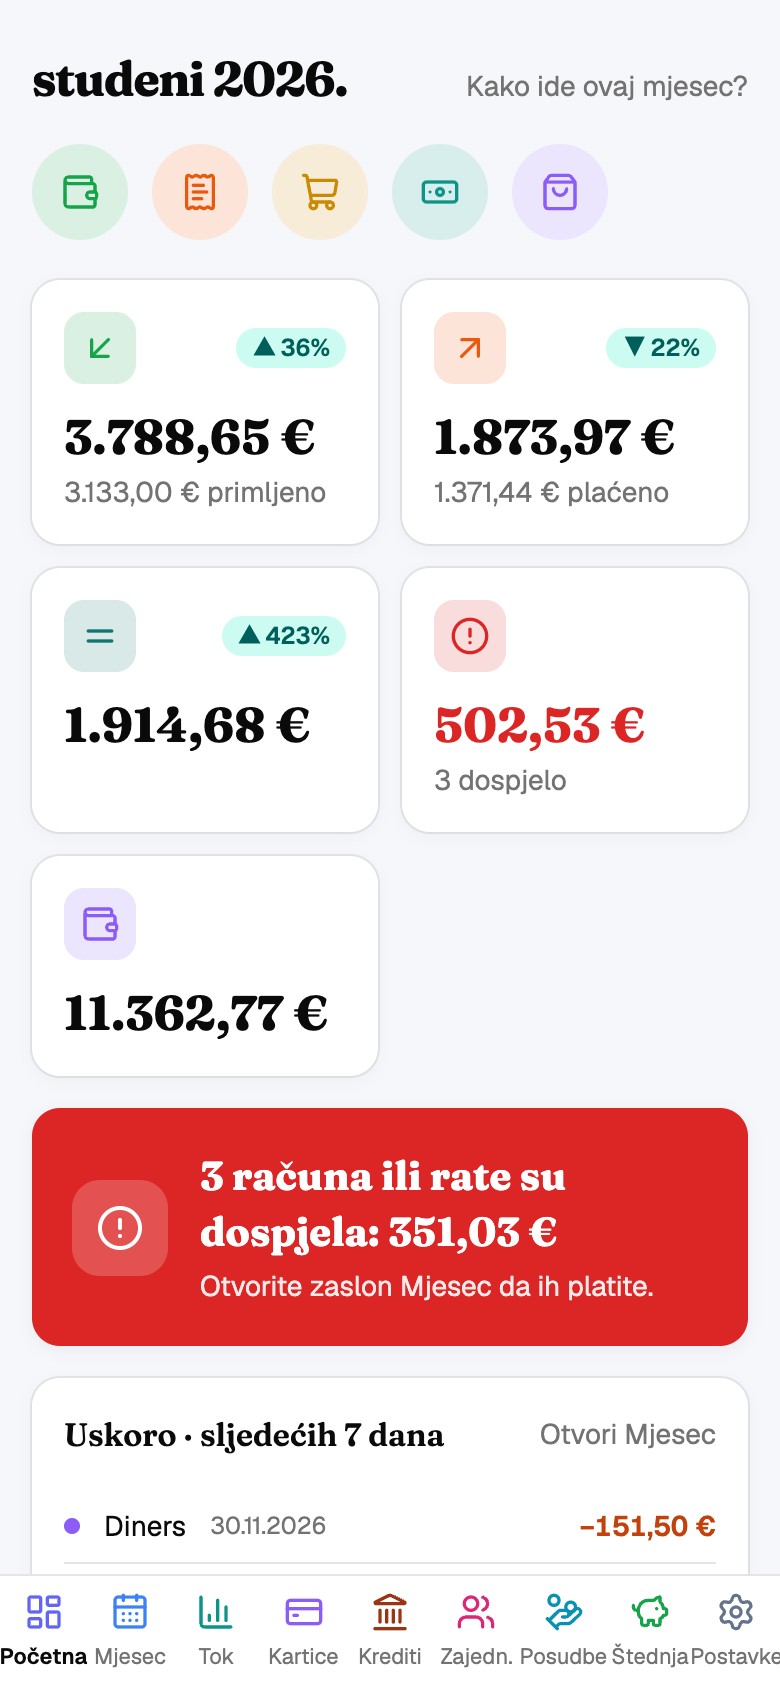 studeni 2026.
Kako ide ovaj mjesec?
▲ 36%
3.788,65 €
3.133,00 € primljeno
▼ 22%
1.873,97 €
1.371,44 € plaćeno
▲ 423%
1.914,68 €
502,53 €
3 dospjelo
11.362,77 €
3 računa ili rate su
dospjela: 351,03 €
Otvorite zaslon Mjesec da ih platite.
Uskoro · sljedećih 7 dana
Otvori Mjesec
Diners 30.11.2026 −151,50 €
Početna Mjesec Tok Kartice Krediti Zajedn. Posudbe Štednja Postavke